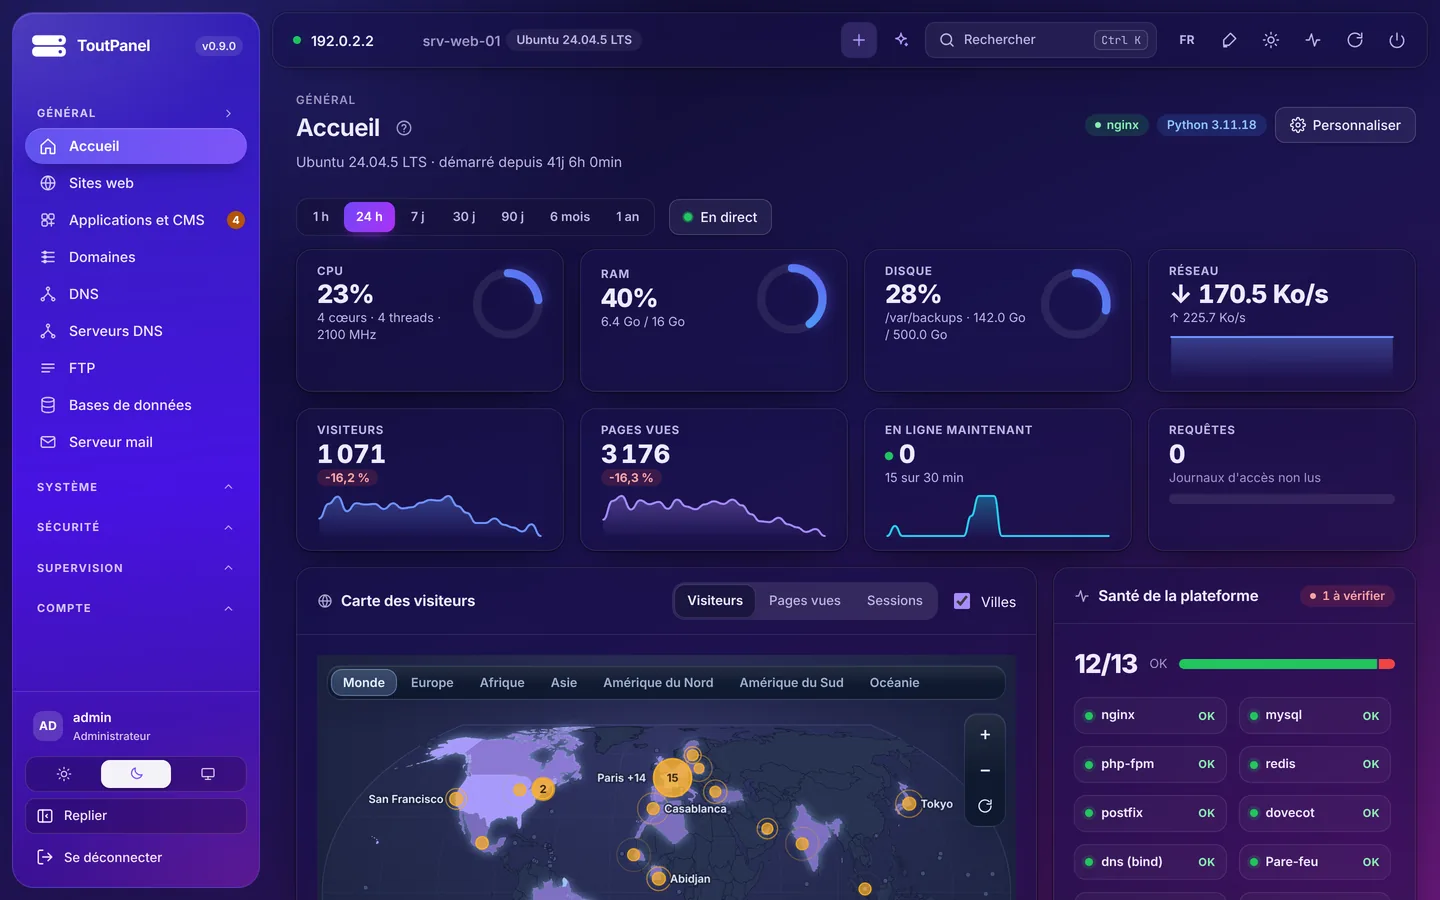 ToutPanel
v0.9.0
GÉNÉRAL
Accueil
Sites web
Applications et CMS
4
Domaines
DNS
Serveurs DNS
FTP
Bases de données
Serveur mail
SYSTÈME
SÉCURITÉ
SUPERVISION
COMPTE
AD
admin
Administrateur
Replier
Se déconnecter
192.0.2.2
srv-web-01
Ubuntu 24.04.5 LTS
Rechercher
Ctrl K
FR
GÉNÉRAL
Accueil
Ubuntu 24.04.5 LTS · démarré depuis 41j 6h 0min
nginx
Python 3.11.18
Personnaliser
1 h
24 h
7 j
30 j
90 j
6 mois
1 an
En direct
CPU
23%
4 cœurs · 4 threads ·
2100 MHz
RAM
40%
6.4 Go / 16 Go
DISQUE
28%
/var/backups · 142.0 Go
/ 500.0 Go
RÉSEAU
↓ 170.5 Ko/s
↑ 225.7 Ko/s
VISITEURS
1 071
-16,2 %
PAGES VUES
3 176
-16,3 %
EN LIGNE MAINTENANT
0
15 sur 30 min
REQUÊTES
0
Journaux d'accès non lus
Carte des visiteurs
Visiteurs
Pages vues
Sessions
Villes
Monde
Europe
Afrique
Asie
Amérique du Nord
Amérique du Sud
Océanie
+
−
San Francisco
2
Paris +14
15
Casablanca
Tokyo
Abidjan
Santé de la plateforme
1 à vérifier
12/13
OK
nginx
OK
mysql
OK
php-fpm
OK
redis
OK
postfix
OK
dovecot
OK
dns (bind)
OK
Pare-feu
OK